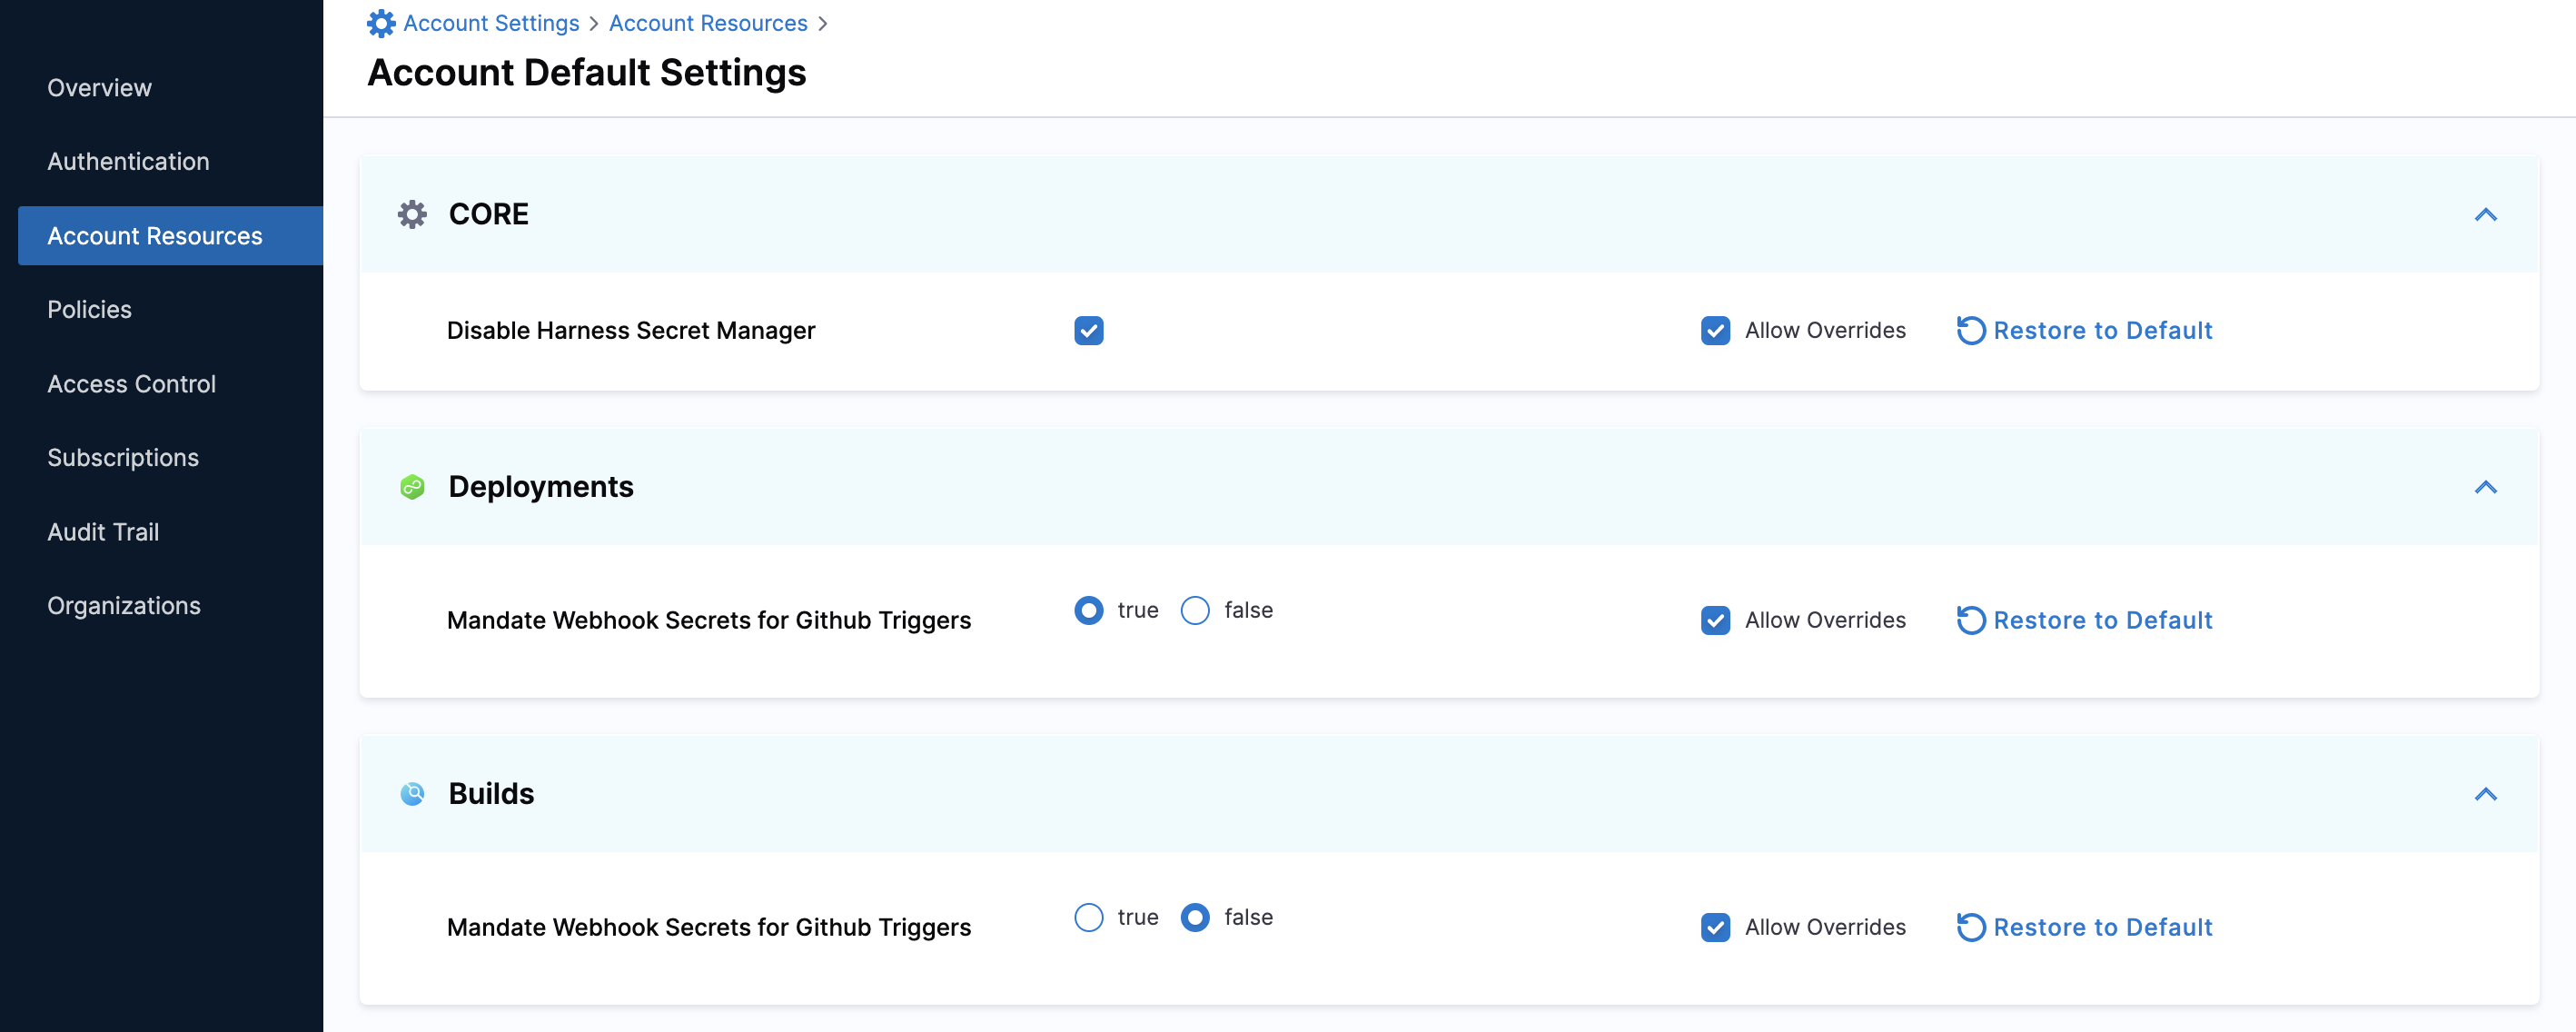 Overview
Authentication
Account Resources
Policies
Access Control
Subscriptions
Audit Trail
Organizations
Account Settings > Account Resources >
Account Default Settings
CORE
Disable Harness Secret Manager Allow Overrides Restore to Default
Deployments
Mandate Webhook Secrets for Github Triggers true false Allow Overrides Restore to Default
Builds
Mandate Webhook Secrets for Github Triggers true false Allow Overrides Restore to Default